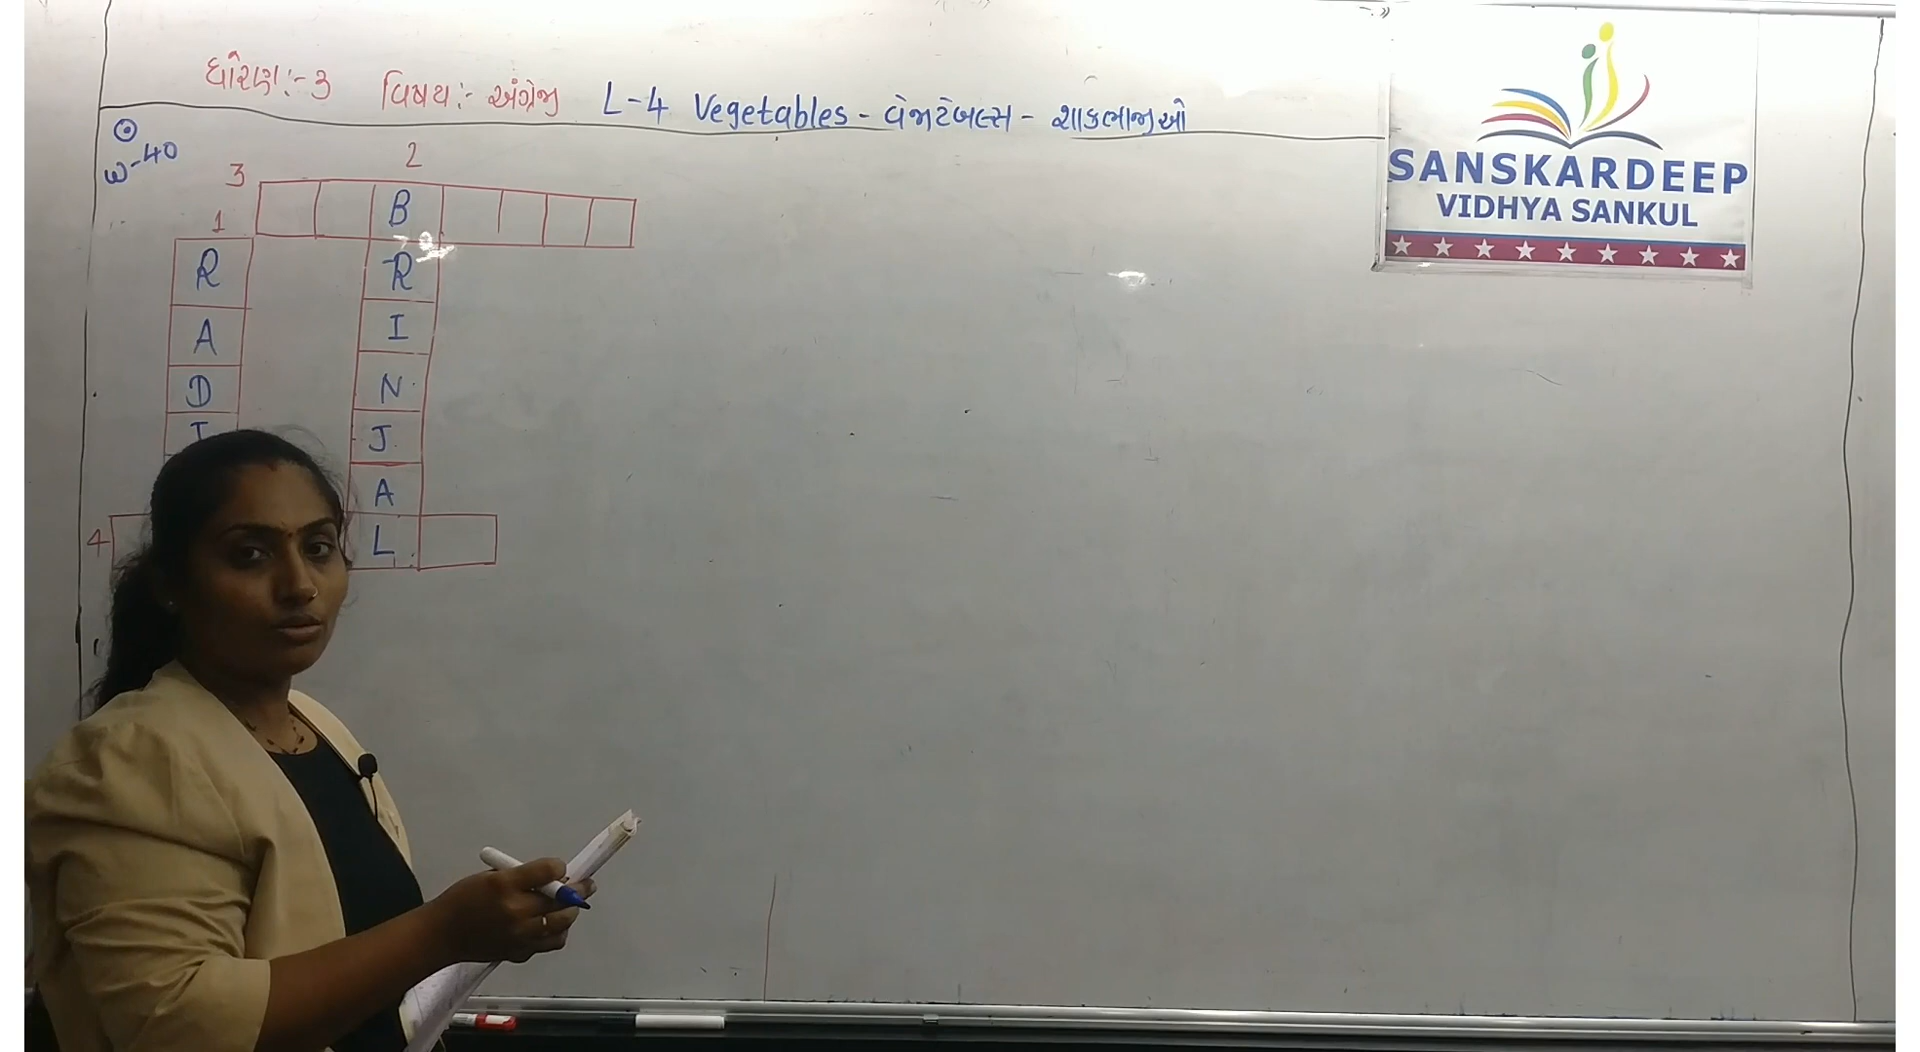 ધોરણ:- 3 વિષય:- અંગ્રેજી L-4 Vegetables - વેજીટેબલ્સ - શાકભાજીઓ
SANSKARDEEP
VIDHYA SANKUL
W-40
3 2
B
1
R R
A I
D N
I J
A
4 L